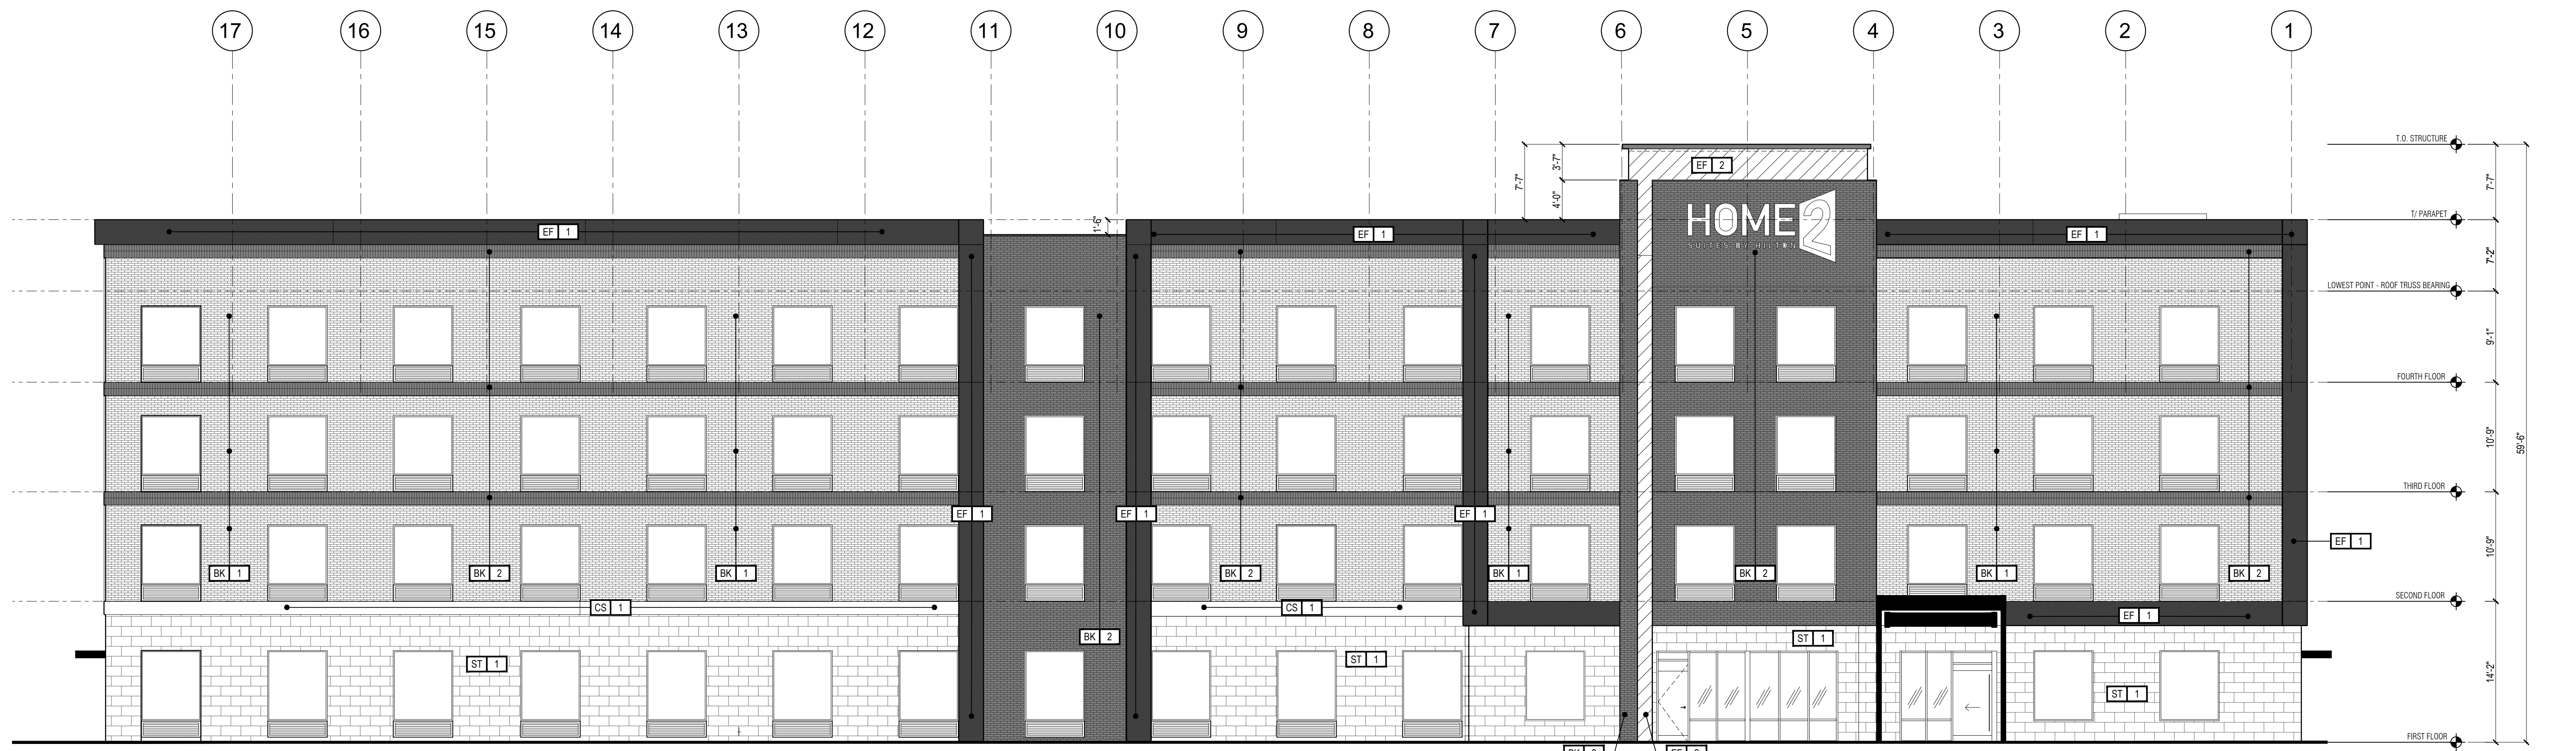 17 16 15 14 13 12 11 10 9 8 7 6 5 4 3 2 1
T.O. STRUCTURE
7'-7"
3'-7"
EF 2
7'-7"
4'-0"
HOME 2
SUITES BY HILTON
T/ PARAPET
1'-6"
EF 1
EF 1
EF 1
7'-2"
LOWEST POINT - ROOF TRUSS BEARING
9'-1"
FOURTH FLOOR
10'-9"
59'-6"
THIRD FLOOR
EF 1
EF 1
EF 1
EF 1
10'-9"
BK 1
BK 2
BK 1
BK 2
BK 1
BK 2
BK 1
BK 2
SECOND FLOOR
CS 1
CS 1
EF 1
BK 2
ST 1
ST 1
ST 1
ST 1
14'-2"
FIRST FLOOR